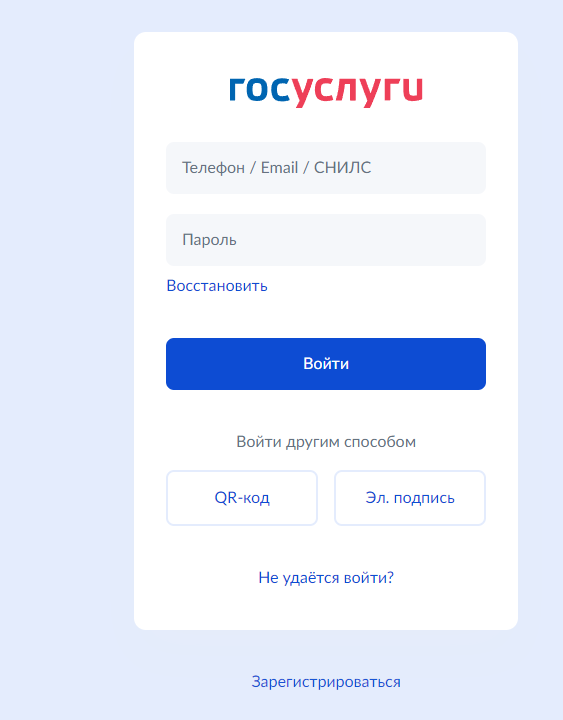 госуслуги
Телефон / Email / СНИЛС
Пароль
Восстановить
Войти
Войти другим способом
QR-код
Эл. подпись
Не удаётся войти?
Зарегистрироваться